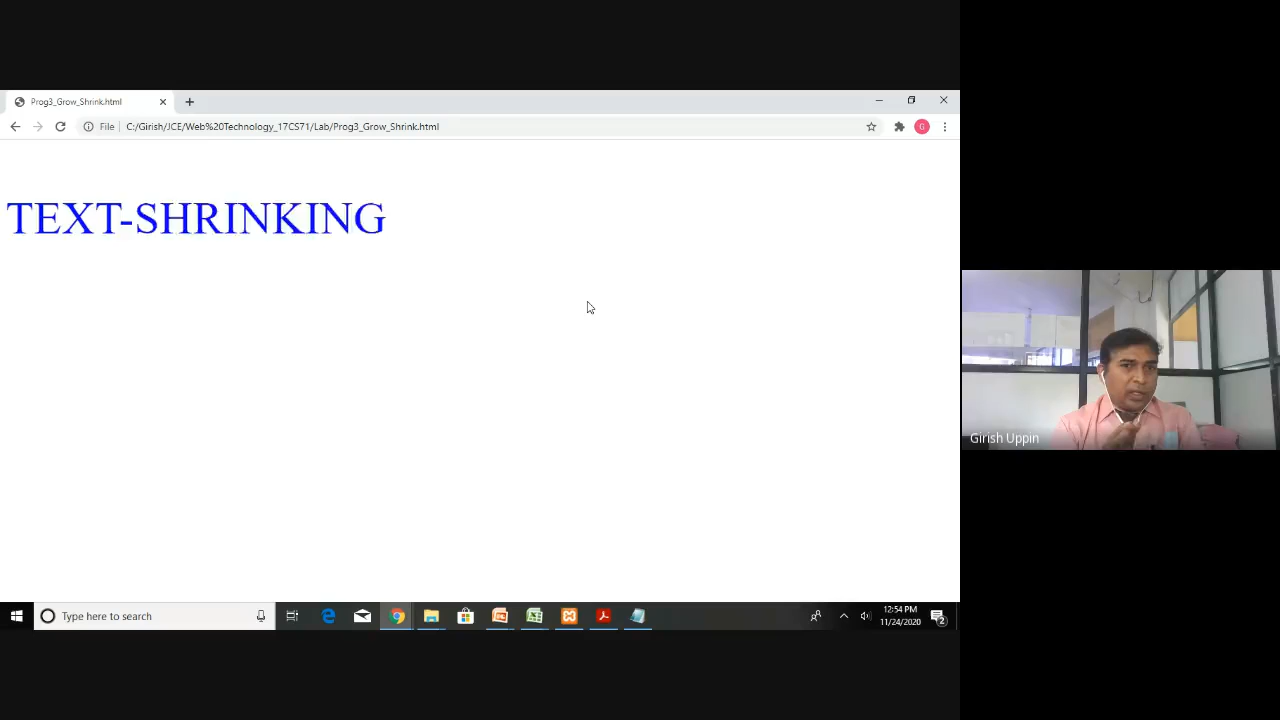 Prog3_Grow_Shrink.html
File
C:/Girish/JCE/Web%20Technology_17CS71/Lab/Prog3_Grow_Shrink.html
TEXT-SHRINKING
Girish Uppin
Type here to search
12:54 PM
11/24/2020
2